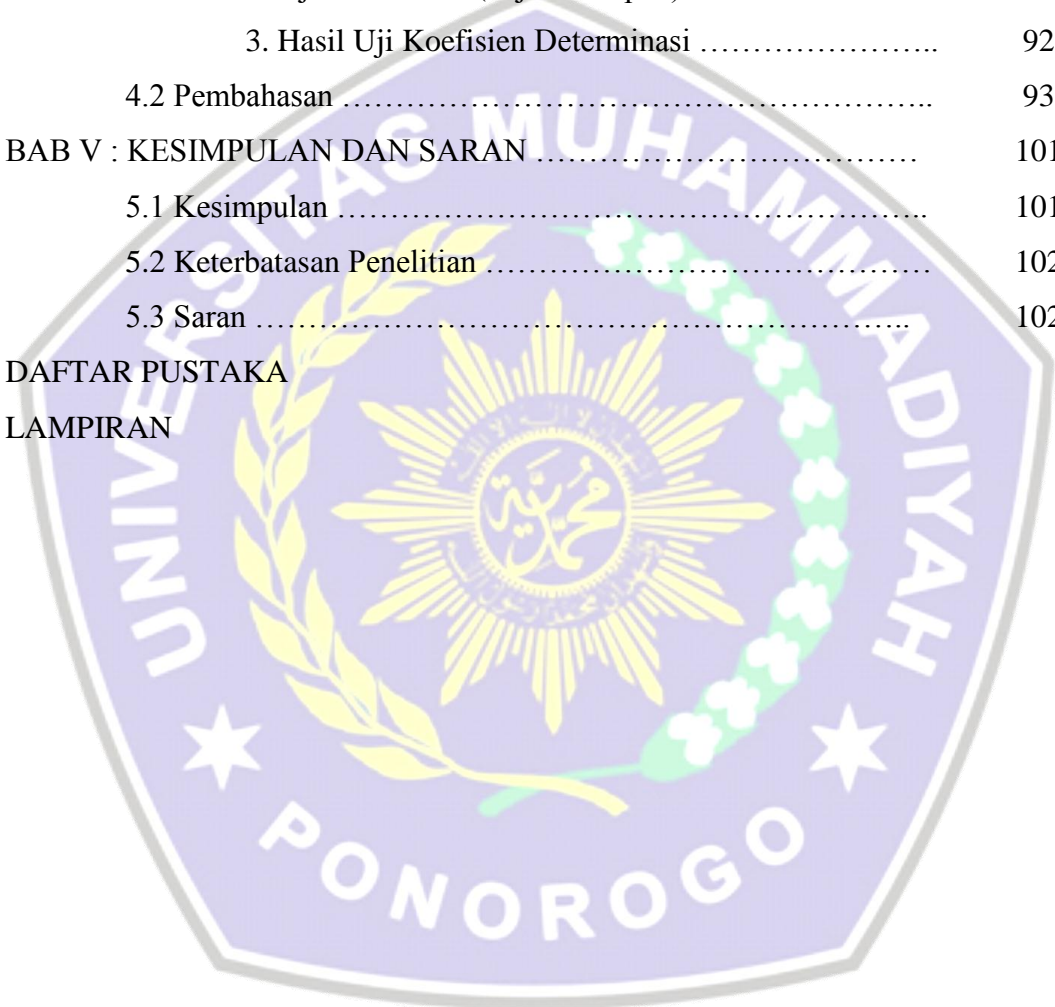 3. Hasil Uji Koefisien Determinasi ………………….. 92
4.2 Pembahasan ……………………………………………….. 93
BAB V : KESIMPULAN DAN SARAN ……………………………… 101
5.1 Kesimpulan ……………………………………………….. 101
5.2 Keterbatasan Penelitian …………………………………… 102
5.3 Saran ……………………………………………………….. 102
DAFTAR PUSTAKA
LAMPIRAN
UNIVERSITAS MUHAMMADIYAH
PONOROGO
محمدية